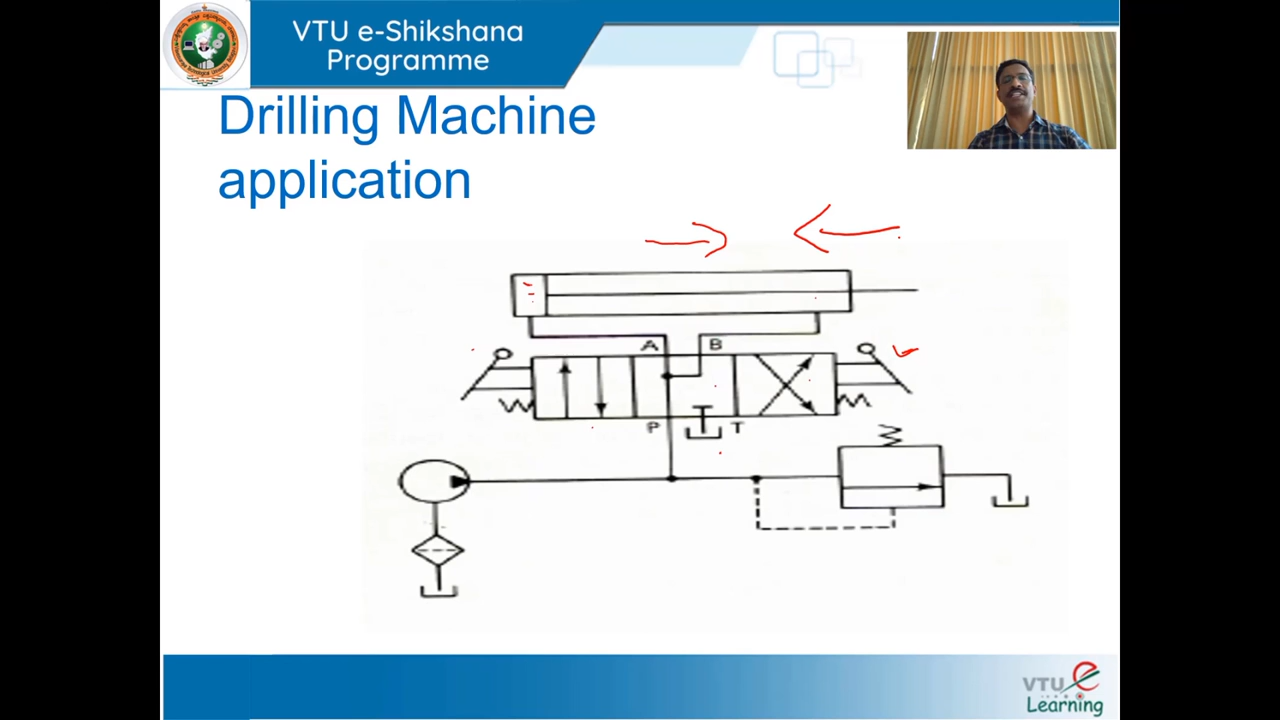 VTU e-Shikshana
Programme
Drilling Machine
application
A
B
P
T
VTU
e
Learning